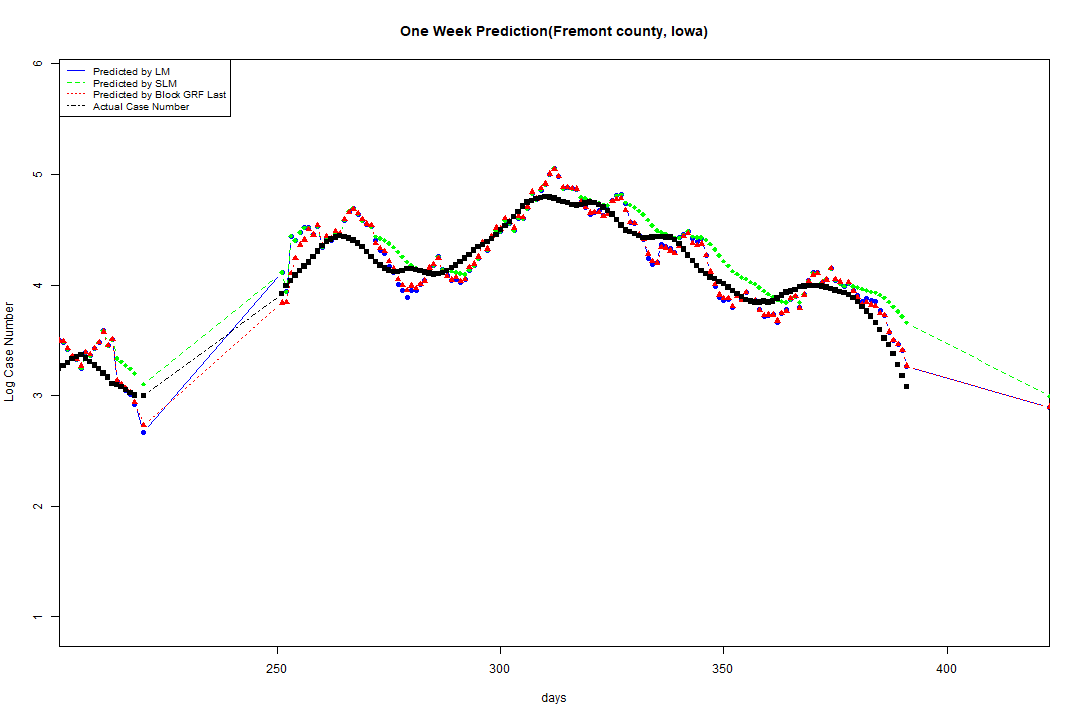 One Week Prediction(Fremont county, Iowa)
Predicted by LM
Predicted by SLM
Predicted by Block GRF Last
Actual Case Number
6
5
4
3
2
1
Log Case Number
250
300
350
400
days